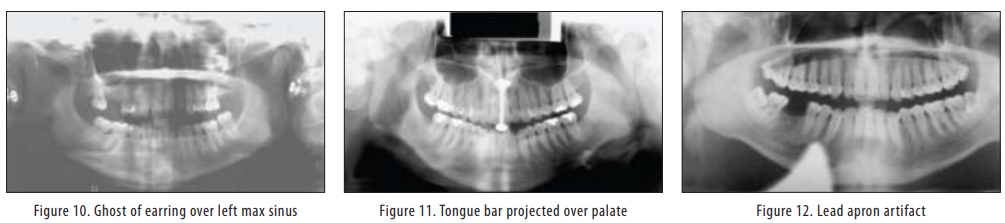 Figure 10. Ghost of earring over left max sinus
Figure 11. Tongue bar projected over palate
Figure 12. Lead apron artifact